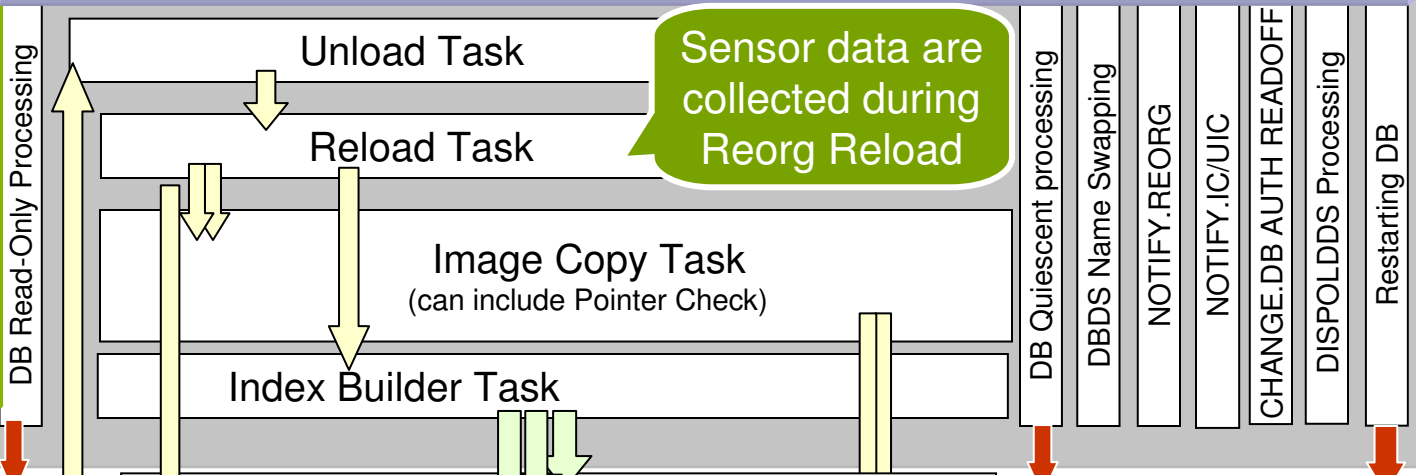 DB Read-Only Processing
Unload Task
Sensor data are
collected during
Reorg Reload
Reload Task
Image Copy Task
(can include Pointer Check)
Index Builder Task
DB Quiescent processing
DBDS Name Swapping
NOTIFY.REORG
NOTIFY.IC/UIC
CHANGE.DB AUTH READOFF
DISPOLDDS Processing
Restarting DB